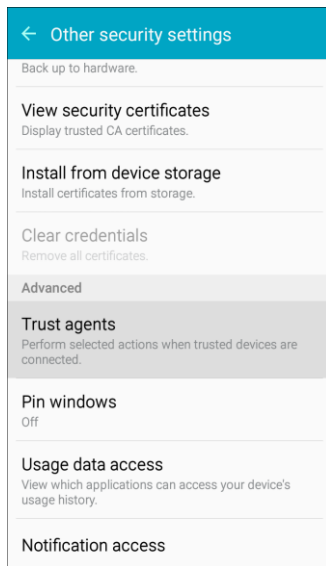 Other security settings
Back up to hardware.
View security certificates
Display trusted CA certificates.
Install from device storage
Install certificates from storage.
Clear credentials
Remove all certificates.
Advanced
Trust agents
Perform selected actions when trusted devices are
connected.
Pin windows
Off
Usage data access
View which applications can access your device's
usage history.
Notification access